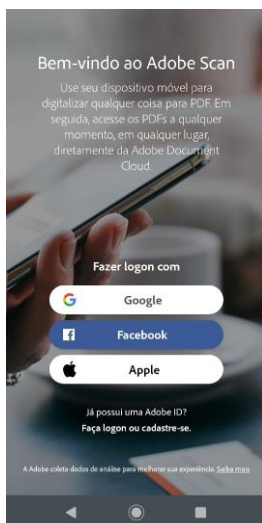 Bem-vindo ao Adobe Scan
Use seu dispositivo móvel para
digitalizar qualquer coisa para PDF. Em
seguida, acesse os PDFs a qualquer
momento, em qualquer lugar,
diretamente da Adobe Document
Cloud.
Fazer logon com
Google
Facebook
Apple
Já possui uma Adobe ID?
Faça logon ou cadastre-se.
A Adobe coleta dados de análise para melhorar sua experiência. Saiba mais